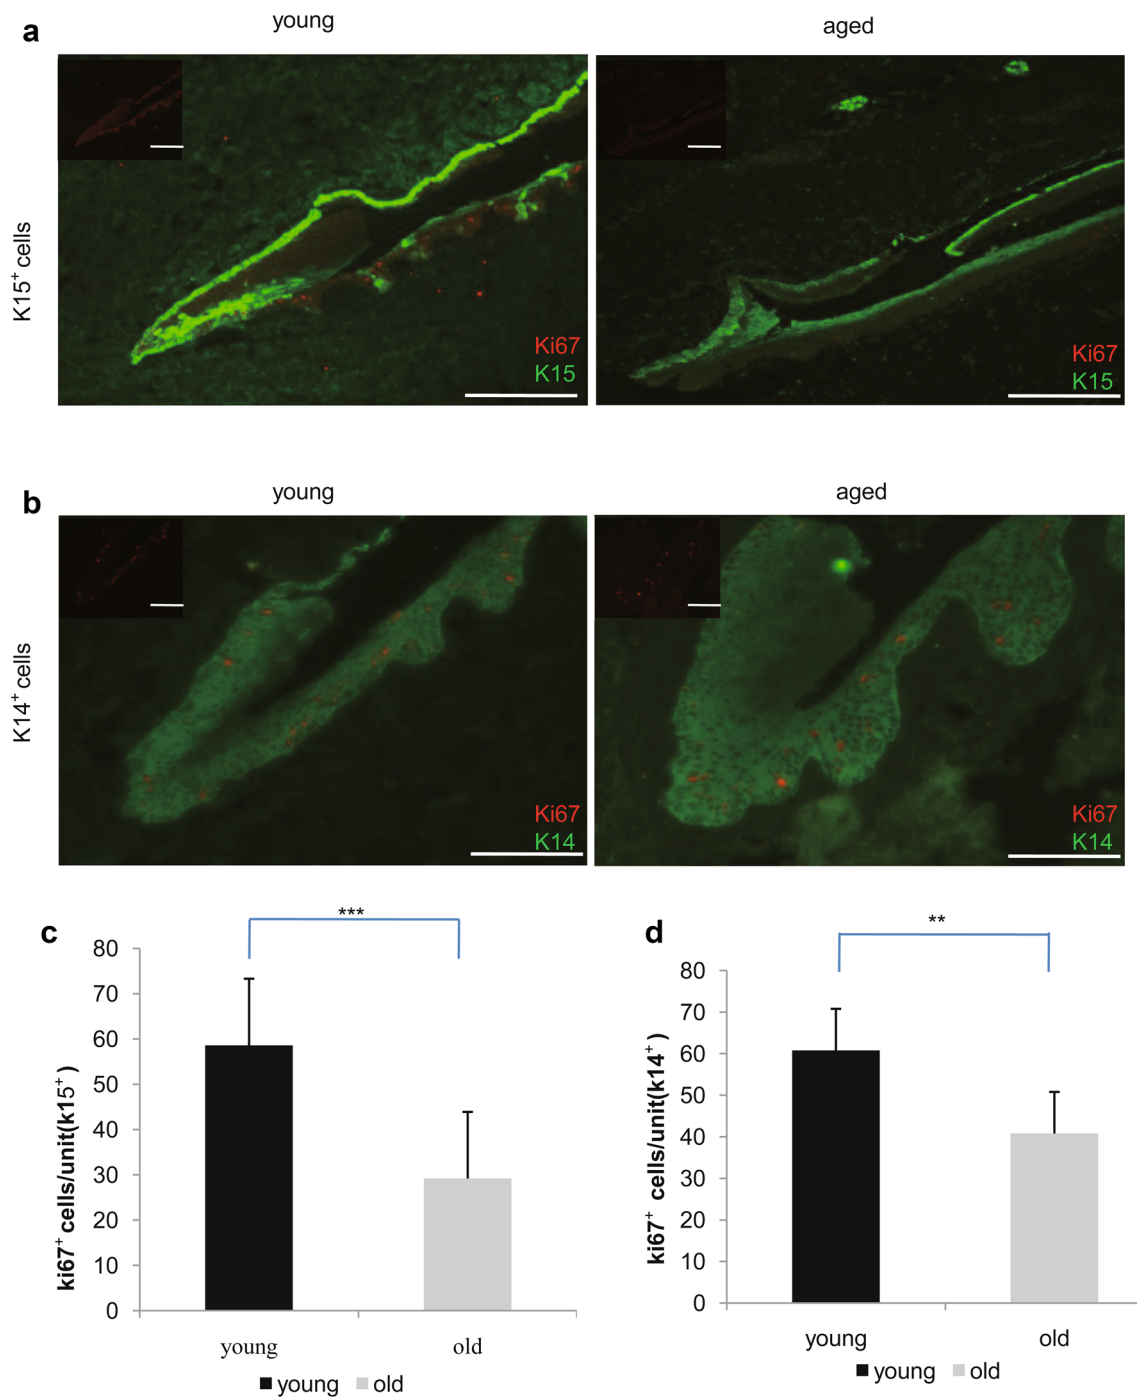 a
young
aged
K15⁺ cells
Ki67
K15
Ki67
K15
b
young
aged
K14⁺ cells
Ki67
K14
Ki67
K14
c
***
ki67⁺ cells/unit(k15⁺)
80
70
60
50
40
30
20
10
0
young
old
young old
d
**
ki67⁺ cells/unit(k14⁺)
80
70
60
50
40
30
20
10
0
young
old
young old